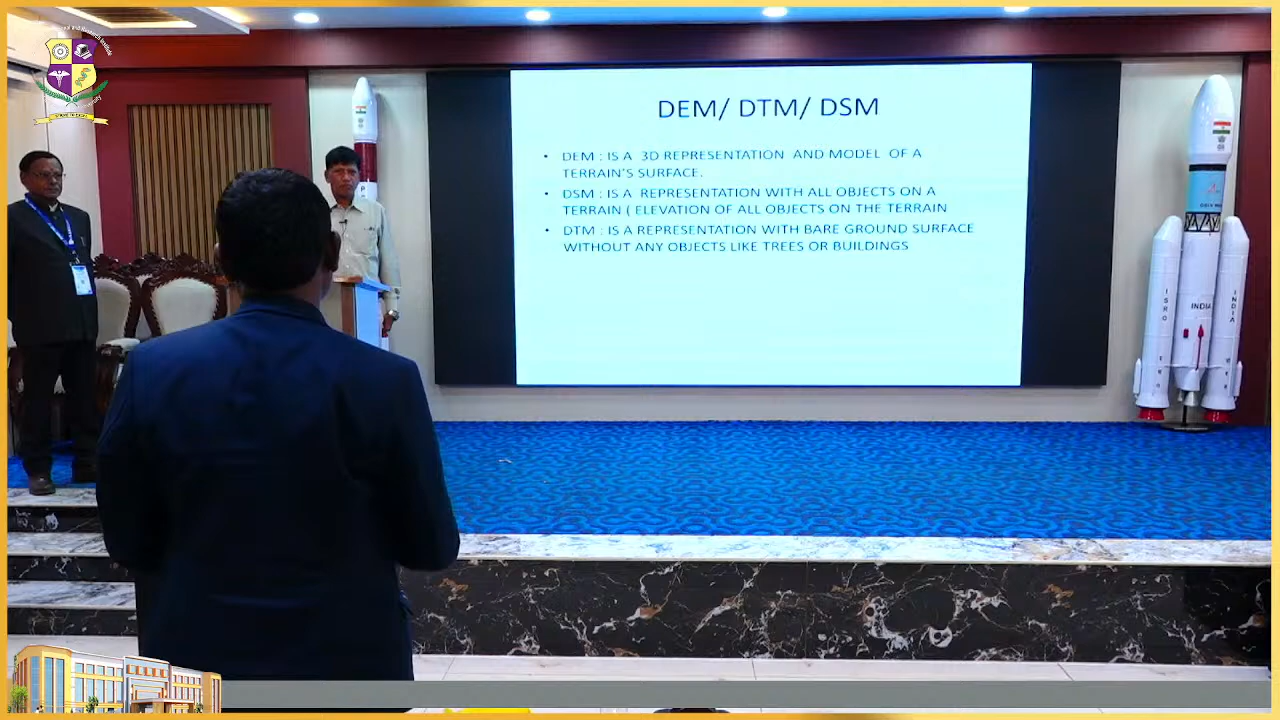 DEM/ DTM/ DSM
• DEM : IS A 3D REPRESENTATION AND MODEL OF A
TERRAIN'S SURFACE.
• DSM : IS A REPRESENTATION WITH ALL OBJECTS ON A
TERRAIN ( ELEVATION OF ALL OBJECTS ON THE TERRAIN
• DTM : IS A REPRESENTATION WITH BARE GROUND SURFACE
WITHOUT ANY OBJECTS LIKE TREES OR BUILDINGS
ISRO
INDIA
INDIA